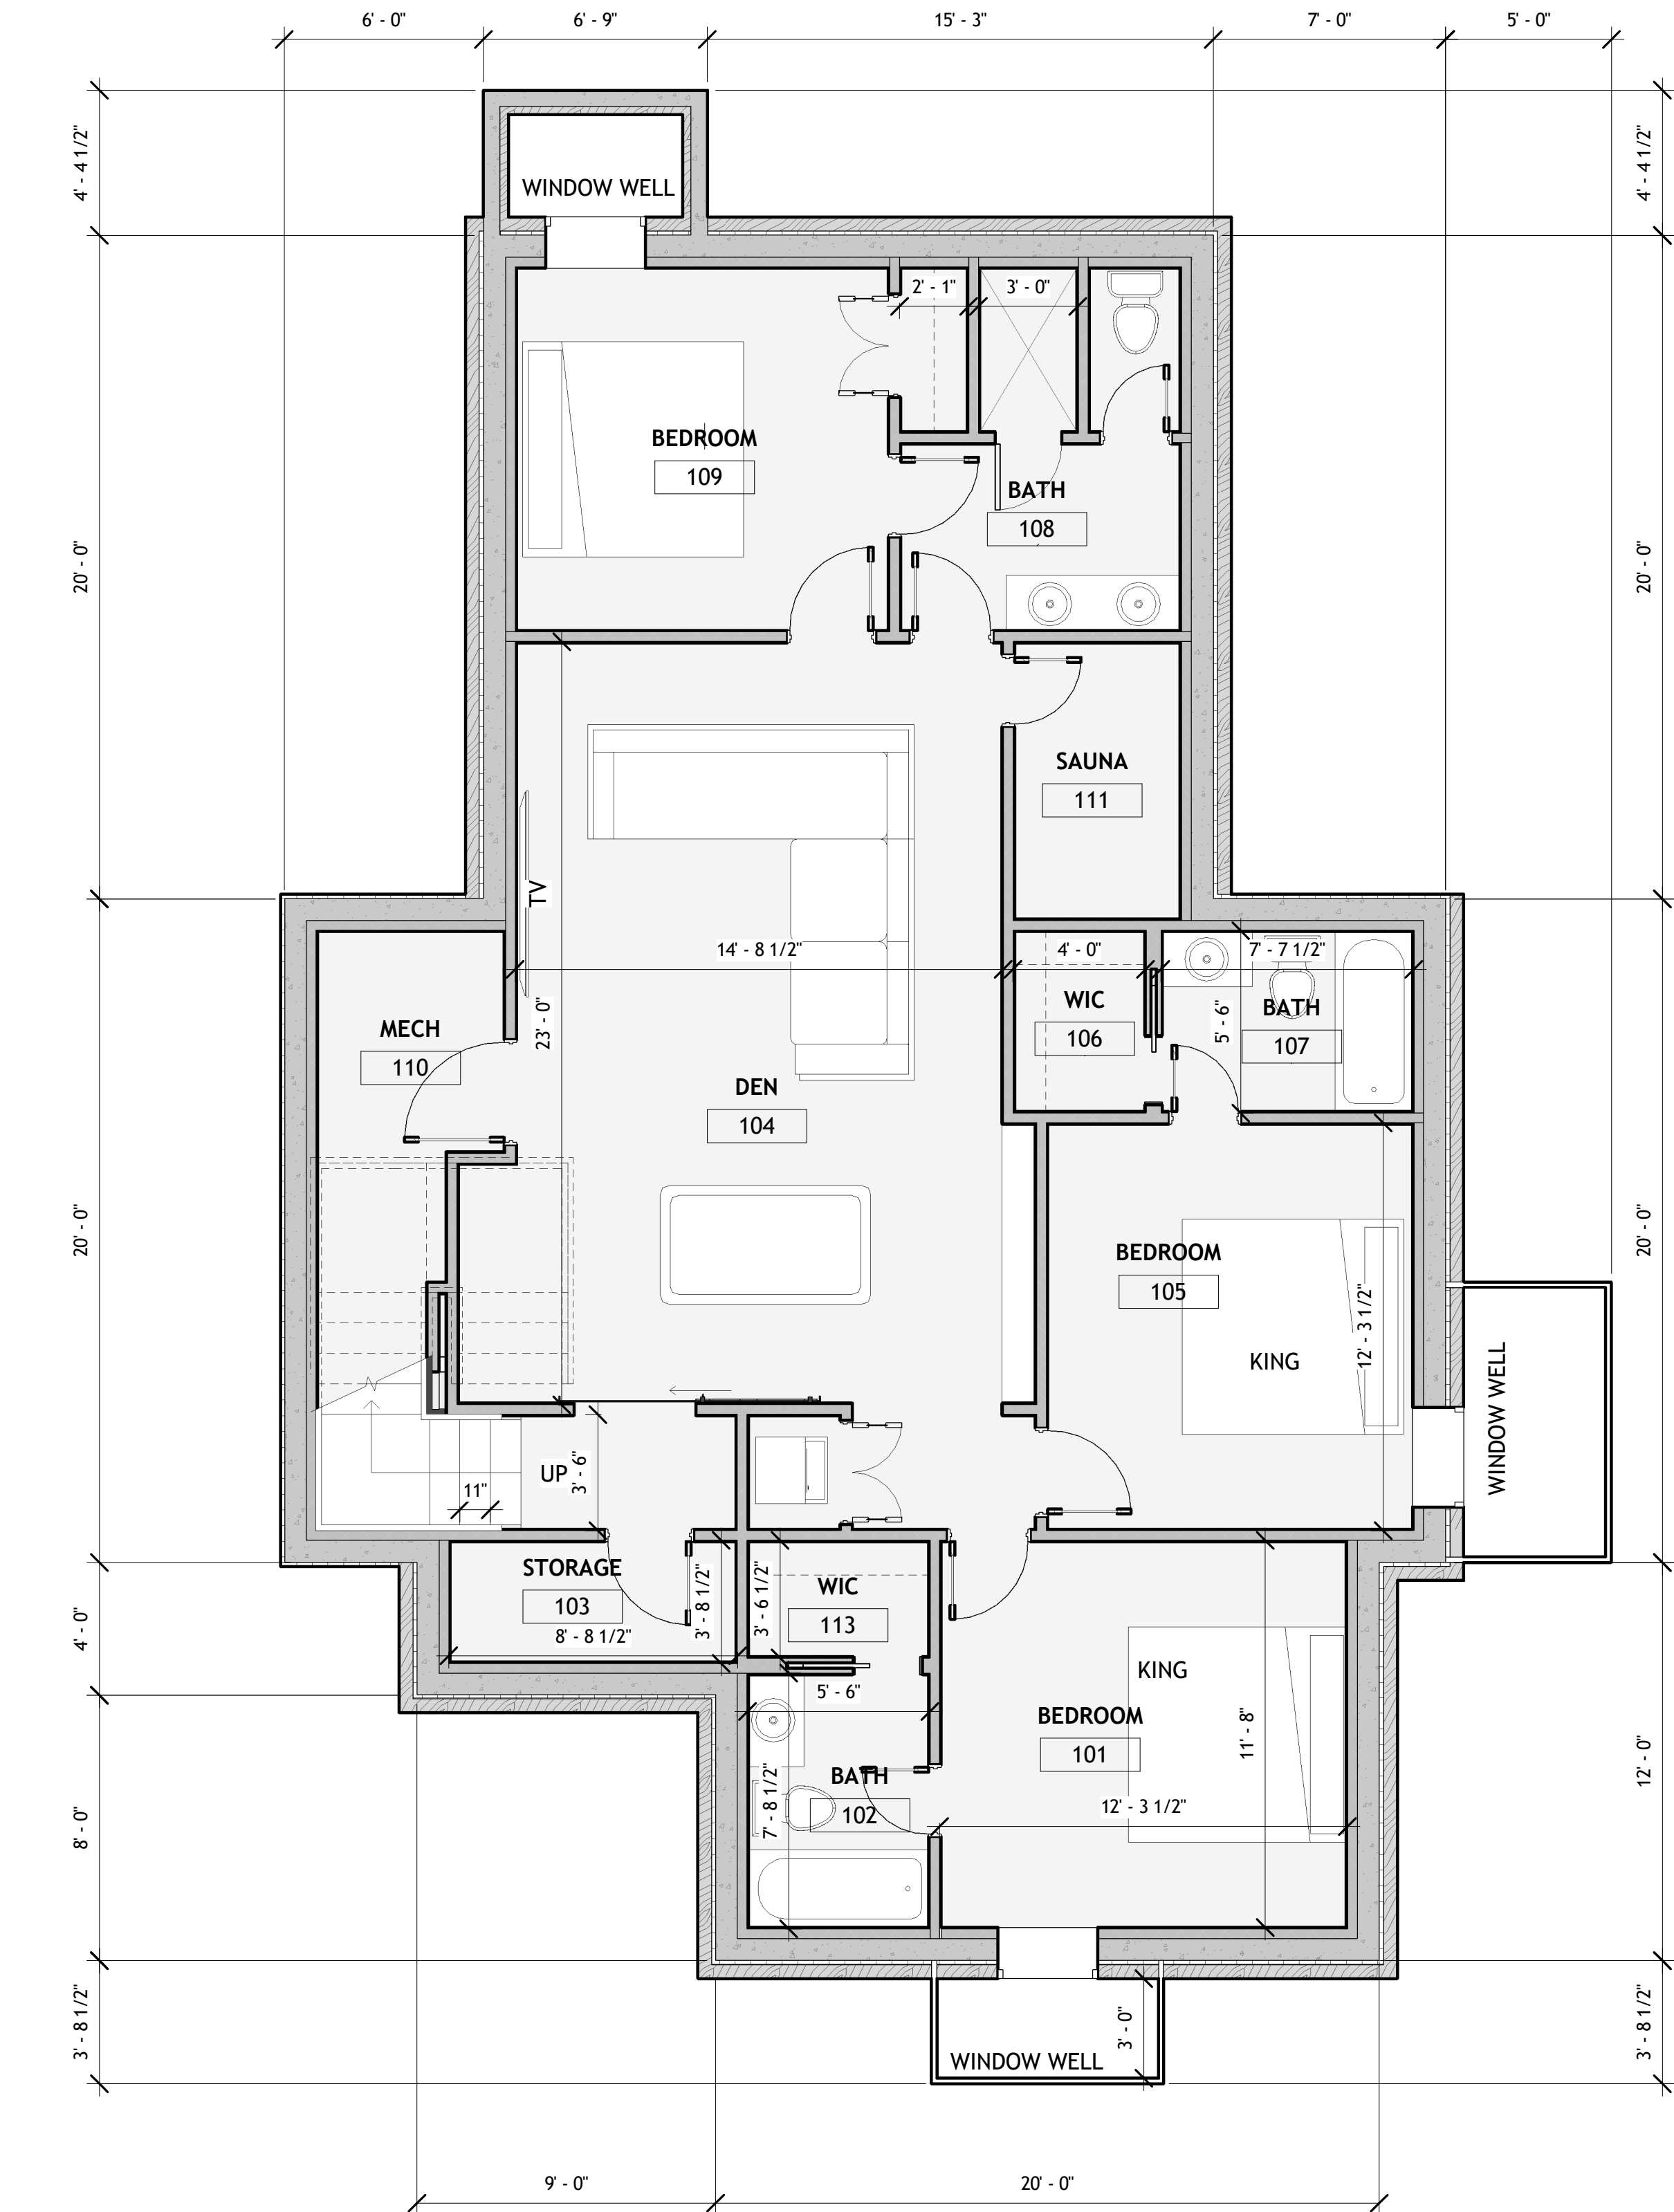 6' - 0" 6' - 9" 15' - 3" 7' - 0" 5' - 0"
4' - 4 1/2"
4' - 4 1/2"
WINDOW WELL
2' - 1" 3' - 0"
BEDROOM
109
BATH
108
20' - 0"
20' - 0"
SAUNA
111
TV
14' - 8 1/2"
4' - 0"
7' - 7 1/2"
23' - 0"
MECH
110
WIC
106
5' - 6"
BATH
107
DEN
104
20' - 0"
20' - 0"
BEDROOM
105
12' - 3 1/2"
KING
WINDOW WELL
UP
3' - 6"
11"
STORAGE
103
8' - 8 1/2"
3' - 8 1/2"
3' - 6 1/2"
WIC
113
4' - 0"
5' - 6"
KING
BEDROOM
101
11' - 8"
12' - 0"
BATH
102
7' - 8 1/2"
12' - 3 1/2"
8' - 0"
3' - 8 1/2"
3' - 0"
WINDOW WELL
3' - 8 1/2"
9' - 0" 20' - 0"